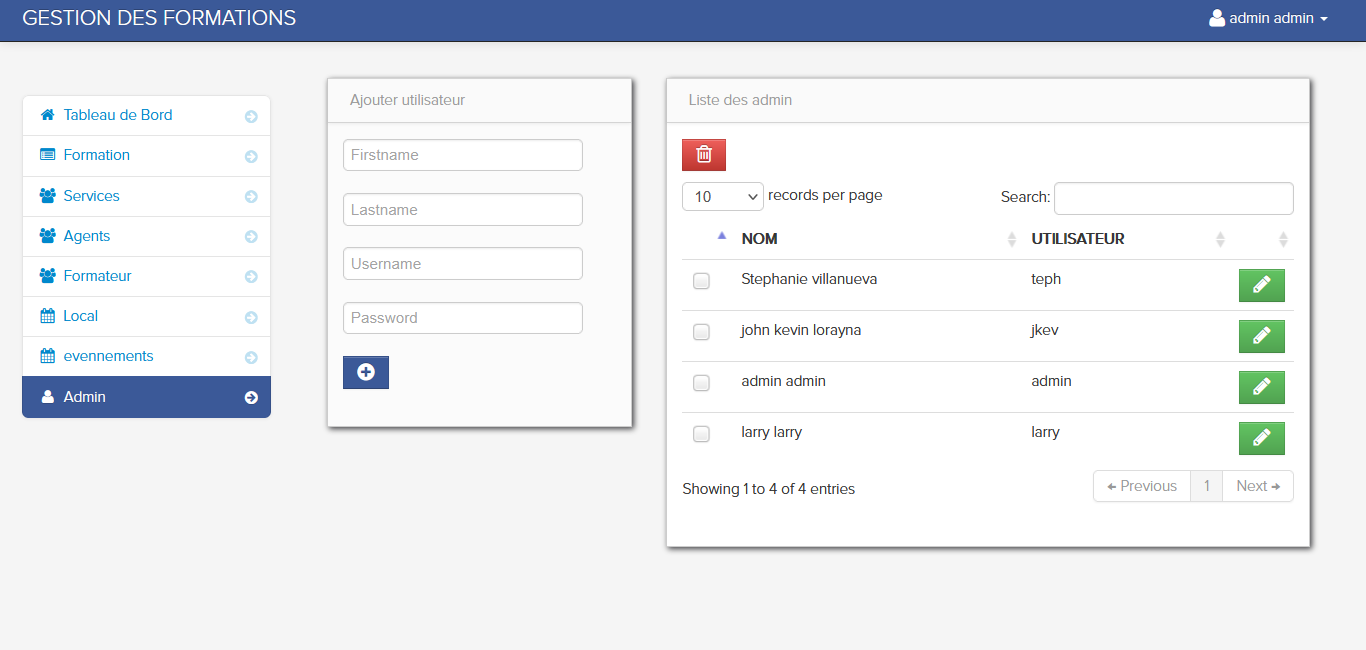 GESTION DES FORMATIONS
admin admin
Tableau de Bord
Formation
Services
Agents
Formateur
Local
evennements
Admin
Ajouter utilisateur
Firstname
Lastname
Username
Password
Liste des admin
10 records per page
Search:
NOM UTILISATEUR
Stephanie villanueva teph
john kevin lorayna jkev
admin admin admin
larry larry larry
Showing 1 to 4 of 4 entries
← Previous 1 Next →